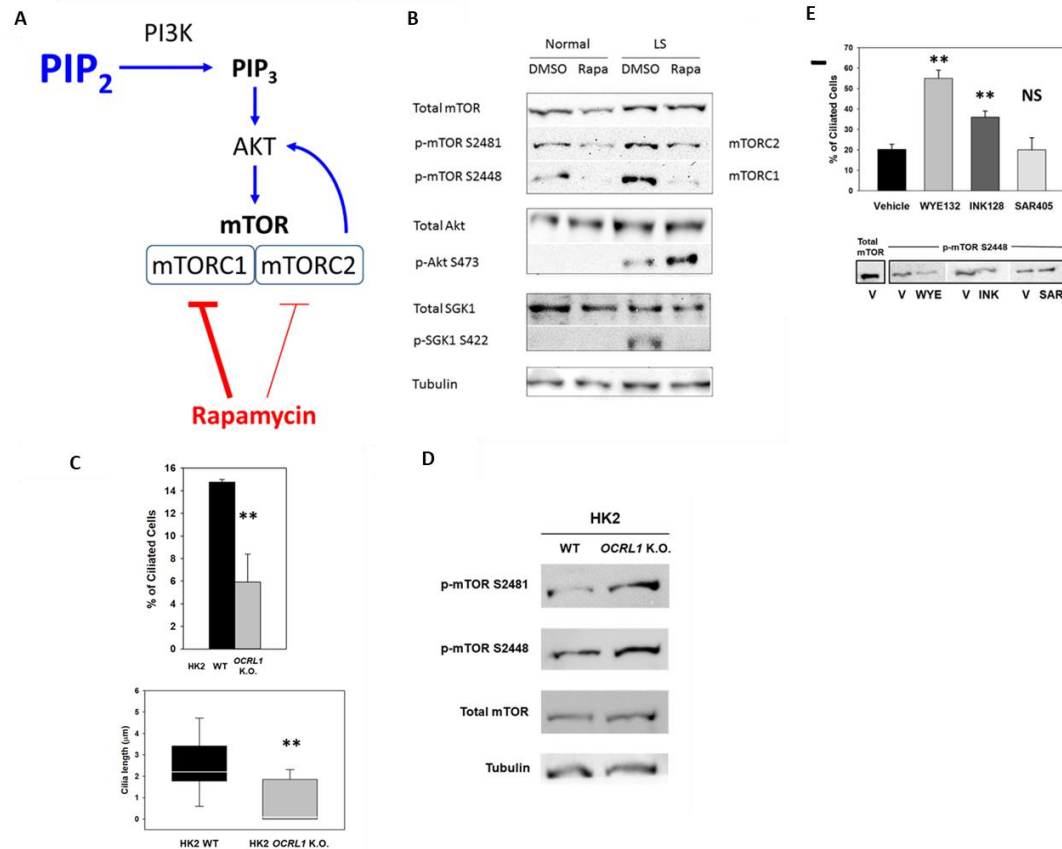 A
PI3K
PIP2
PIP3
AKT
mTOR
mTORC1
mTORC2
Rapamycin
B
Normal
LS
DMSO
Rapa
DMSO
Rapa
Total mTOR
p-mTOR S2481
mTORC2
p-mTOR S2448
mTORC1
Total Akt
p-Akt S473
Total SGK1
p-SGK1 S422
Tubulin
C
% of Ciliated Cells
16
14
12
10
8
6
4
2
0
**
HK2
WT
OCRL1
K.O.
Cilia length (μm)
6
5
4
3
2
1
0
**
HK2 WT
HK2 OCRL1 K.O.
D
HK2
WT
OCRL1 K.O.
p-mTOR S2481
p-mTOR S2448
Total mTOR
Tubulin
E
% of Ciliated Cells
70
60
50
40
30
20
10
0
**
**
NS
Vehicle
WYE132
INK128
SAR405
Total
mTOR
p-mTOR S2448
V
V WYE
V INK
V SAR